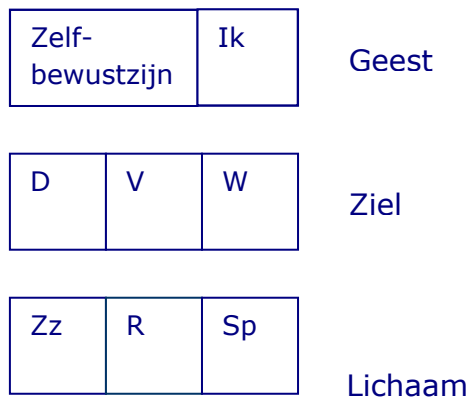 Zelf- Ik
bewustzijn
Geest
D V W
Ziel
Zz R Sp
Lichaam